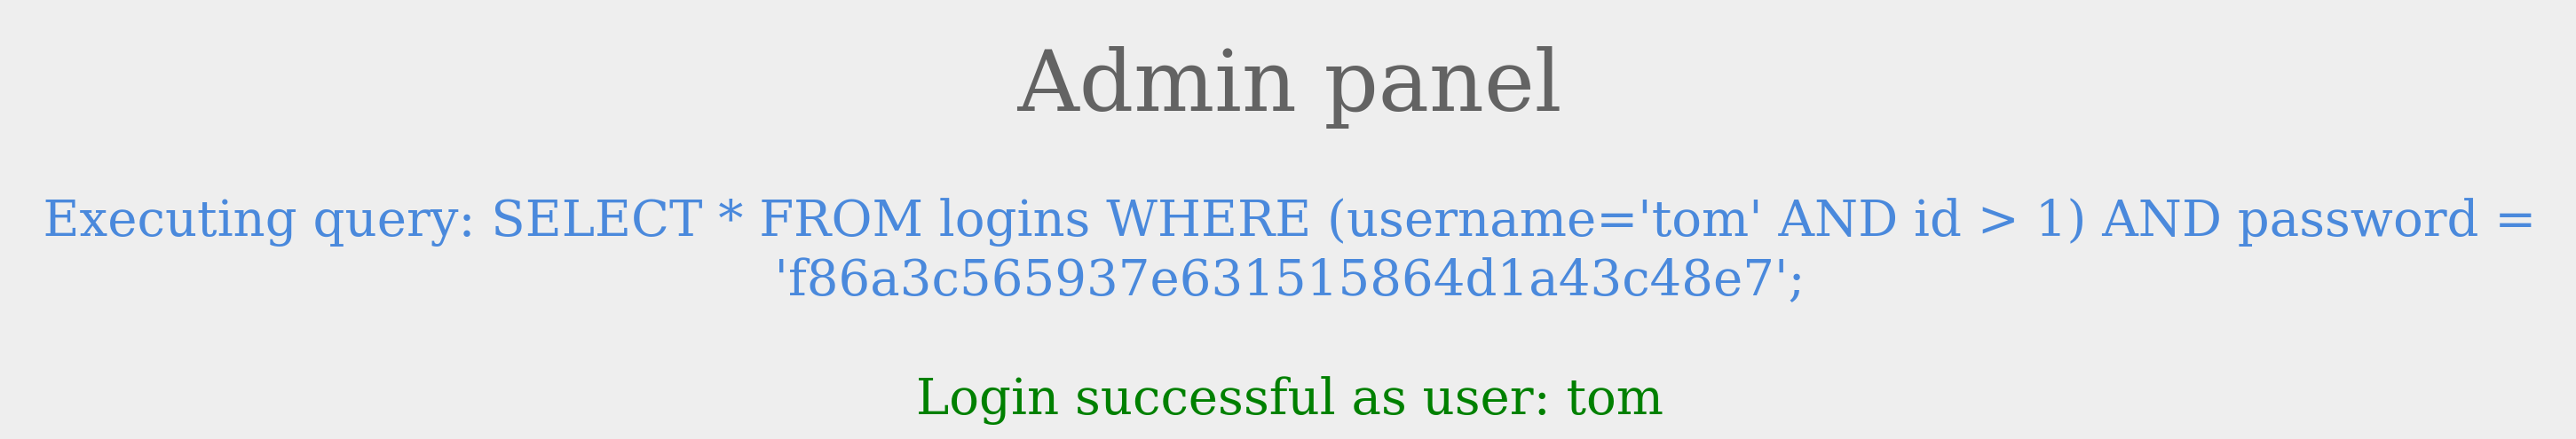 Admin panel
Executing query: SELECT * FROM logins WHERE (username='tom' AND id > 1) AND password =
'f86a3c565937e631515864d1a43c48e7';
Login successful as user: tom